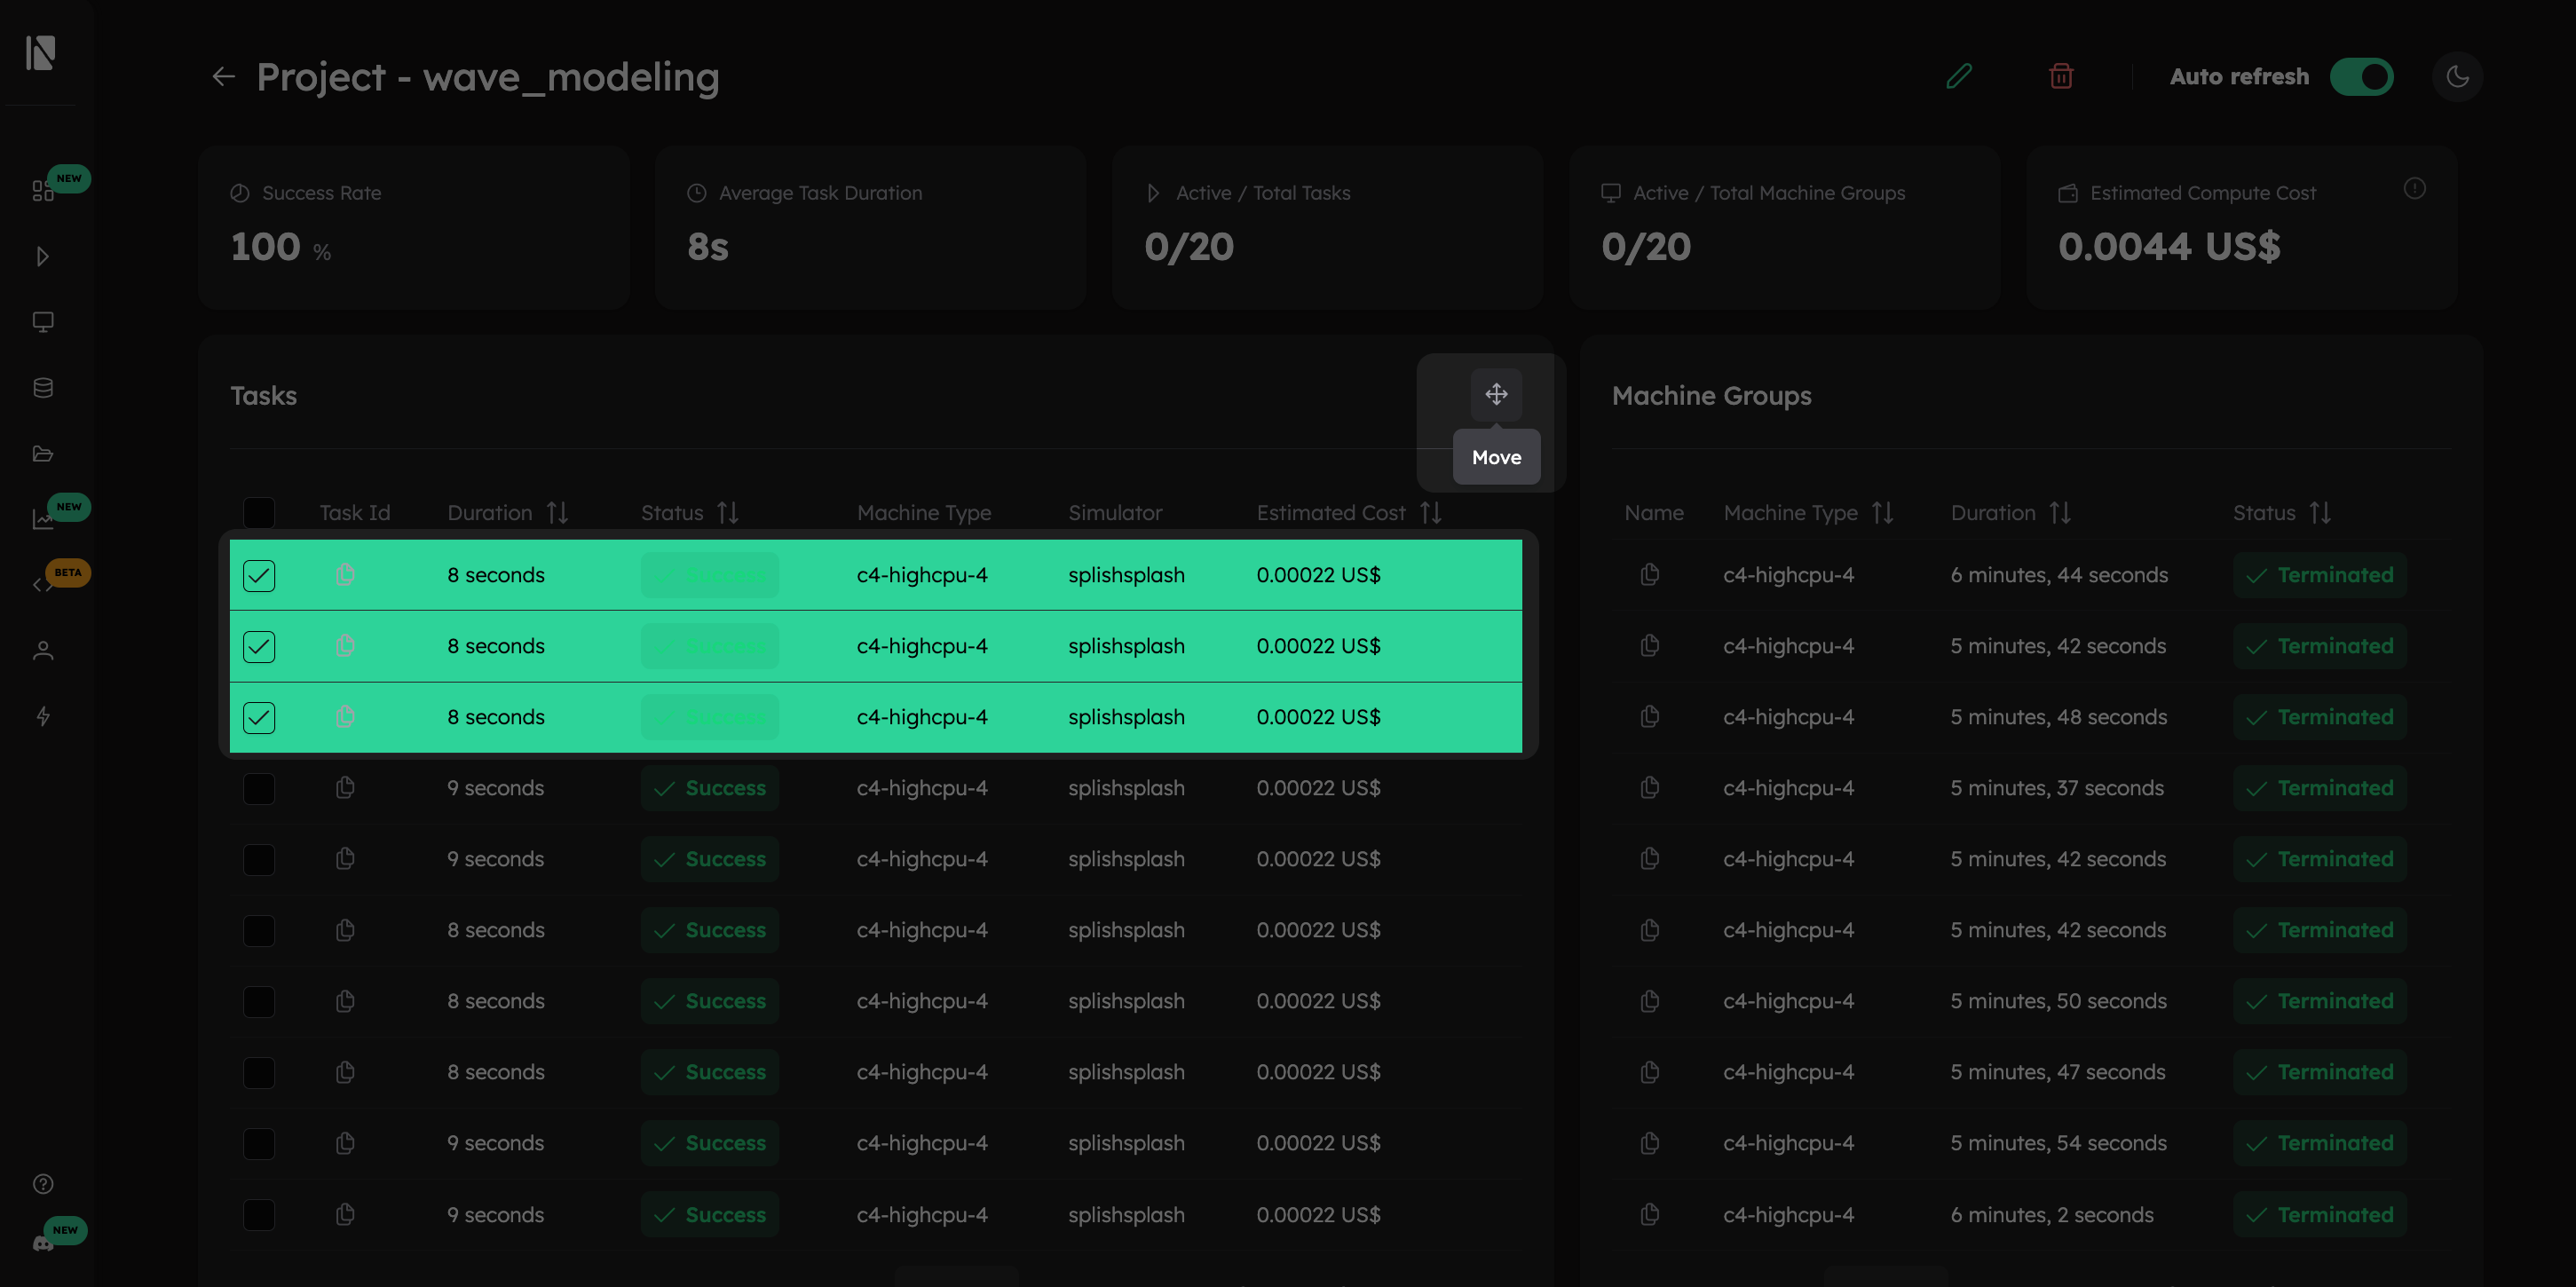 Project - wave_modeling
Auto refresh
NEW
Success Rate
100 %
Average Task Duration
8s
Active / Total Tasks
0/20
Active / Total Machine Groups
0/20
Estimated Compute Cost
0.0044 US$
NEW
BETA
NEW
Tasks
Move
Task Id Duration Status Machine Type Simulator Estimated Cost
8 seconds c4-highcpu-4 splishsplash 0.00022 US$
8 seconds c4-highcpu-4 splishsplash 0.00022 US$
8 seconds c4-highcpu-4 splishsplash 0.00022 US$
9 seconds Success c4-highcpu-4 splishsplash 0.00022 US$
9 seconds Success c4-highcpu-4 splishsplash 0.00022 US$
8 seconds Success c4-highcpu-4 splishsplash 0.00022 US$
8 seconds Success c4-highcpu-4 splishsplash 0.00022 US$
8 seconds Success c4-highcpu-4 splishsplash 0.00022 US$
9 seconds Success c4-highcpu-4 splishsplash 0.00022 US$
9 seconds Success c4-highcpu-4 splishsplash 0.00022 US$
Machine Groups
Name Machine Type Duration Status
c4-highcpu-4 6 minutes, 44 seconds Terminated
c4-highcpu-4 5 minutes, 42 seconds Terminated
c4-highcpu-4 5 minutes, 48 seconds Terminated
c4-highcpu-4 5 minutes, 37 seconds Terminated
c4-highcpu-4 5 minutes, 42 seconds Terminated
c4-highcpu-4 5 minutes, 42 seconds Terminated
c4-highcpu-4 5 minutes, 50 seconds Terminated
c4-highcpu-4 5 minutes, 47 seconds Terminated
c4-highcpu-4 5 minutes, 54 seconds Terminated
c4-highcpu-4 6 minutes, 2 seconds Terminated